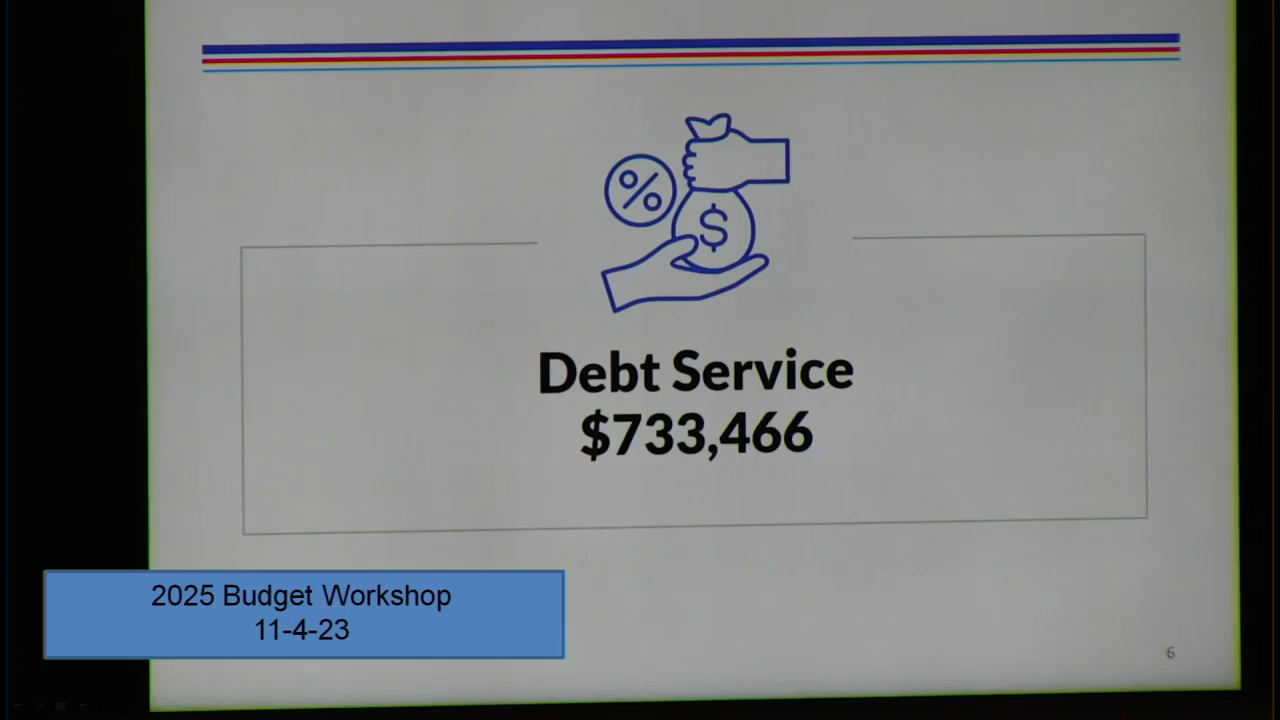 %
$
Debt Service
$733,466
2025 Budget Workshop
11-4-23
6